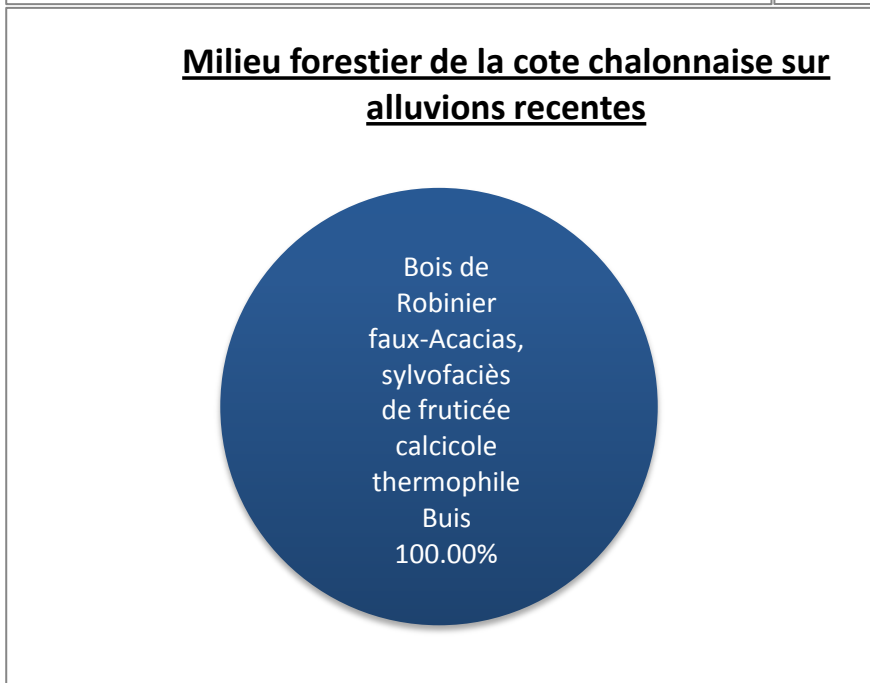 Milieu forestier de la cote chalonnaise sur
alluvions recentes
Bois de
Robinier
faux-Acacias,
sylvofaciès
de fruticée
calcicole
thermophile
Buis
100.00%